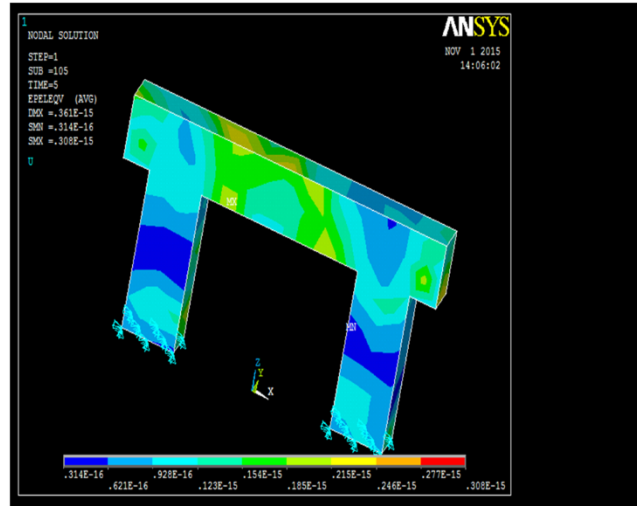 1
NODAL SOLUTION
STEP=1
SUB =105
TIME=5
EPELEQV (AVG)
DMX =.361E-15
SMN =.314E-16
SMX =.308E-15
U
ANSYS
NOV 1 2015
14:06:02
MX
MN
Z
Y
X
.314E-16 .928E-16 .154E-15 .215E-15 .277E-15
.621E-16 .123E-15 .185E-15 .246E-15 .308E-15